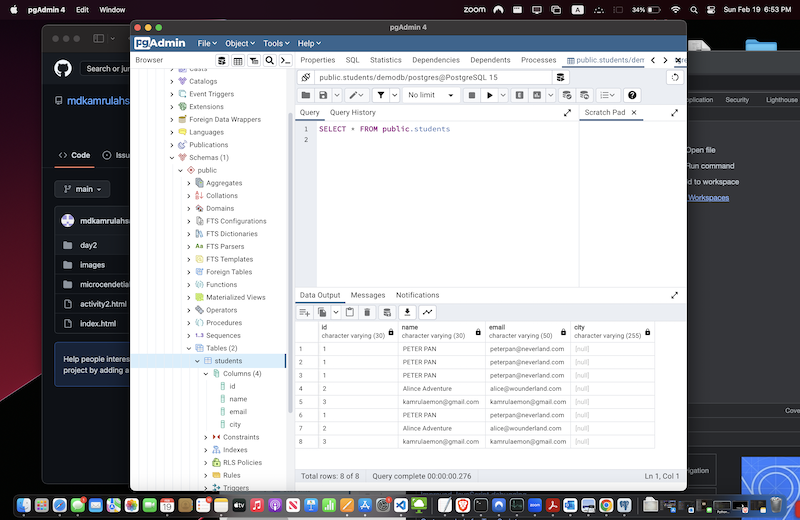 pgAdmin 4 Edit Window
zoom
34%
Sun Feb 19 6:53 PM
pgAdmin 4
pgAdmin File Object Tools Help
Browser
Properties SQL Statistics Dependencies Dependents Processes public.students/dem
public.students/demodb/postgres@PostgreSQL 15
No limit
Query Query History
Scratch Pad
1 SELECT * FROM public.students
2
Casts
Catalogs
Event Triggers
Extensions
Foreign Data Wrappers
Languages
Publications
Schemas (1)
public
Aggregates
Collations
Domains
FTS Configurations
FTS Dictionaries
FTS Parsers
FTS Templates
Foreign Tables
Functions
Materialized Views
Operators
Procedures
1..3 Sequences
Tables (2)
students
Columns (4)
id
name
email
city
Constraints
Indexes
RLS Policies
Rules
Triggers
Data Output Messages Notifications
id character varying (30) name character varying (30) email character varying (50) city character varying (255)
1 1 PETER PAN peterpan@neverland.com [null]
2 1 PETER PAN peterpan@neverland.com [null]
3 1 PETER PAN peterpan@neverland.com [null]
4 2 Alince Adventure alice@wounderland.com [null]
5 3 kamrulaemon@gmail.com kamrulaemon@gmail.com [null]
6 1 PETER PAN peterpan@neverland.com [null]
7 2 Alince Adventure alice@wounderland.com [null]
8 3 kamrulaemon@gmail.com kamrulaemon@gmail.com [null]
Total rows: 8 of 8 Query complete 00:00:00.276
Ln 1, Col 1
Search or jum
mdkamrulahs
Code Issu
main
mdkamrulahsa
day2
images
microcendetial
activity2.html
index.html
Help people interes
project by adding a
plication Security Lighthouse
Open file
Run command
d to workspace
Workspaces
Cove
igation